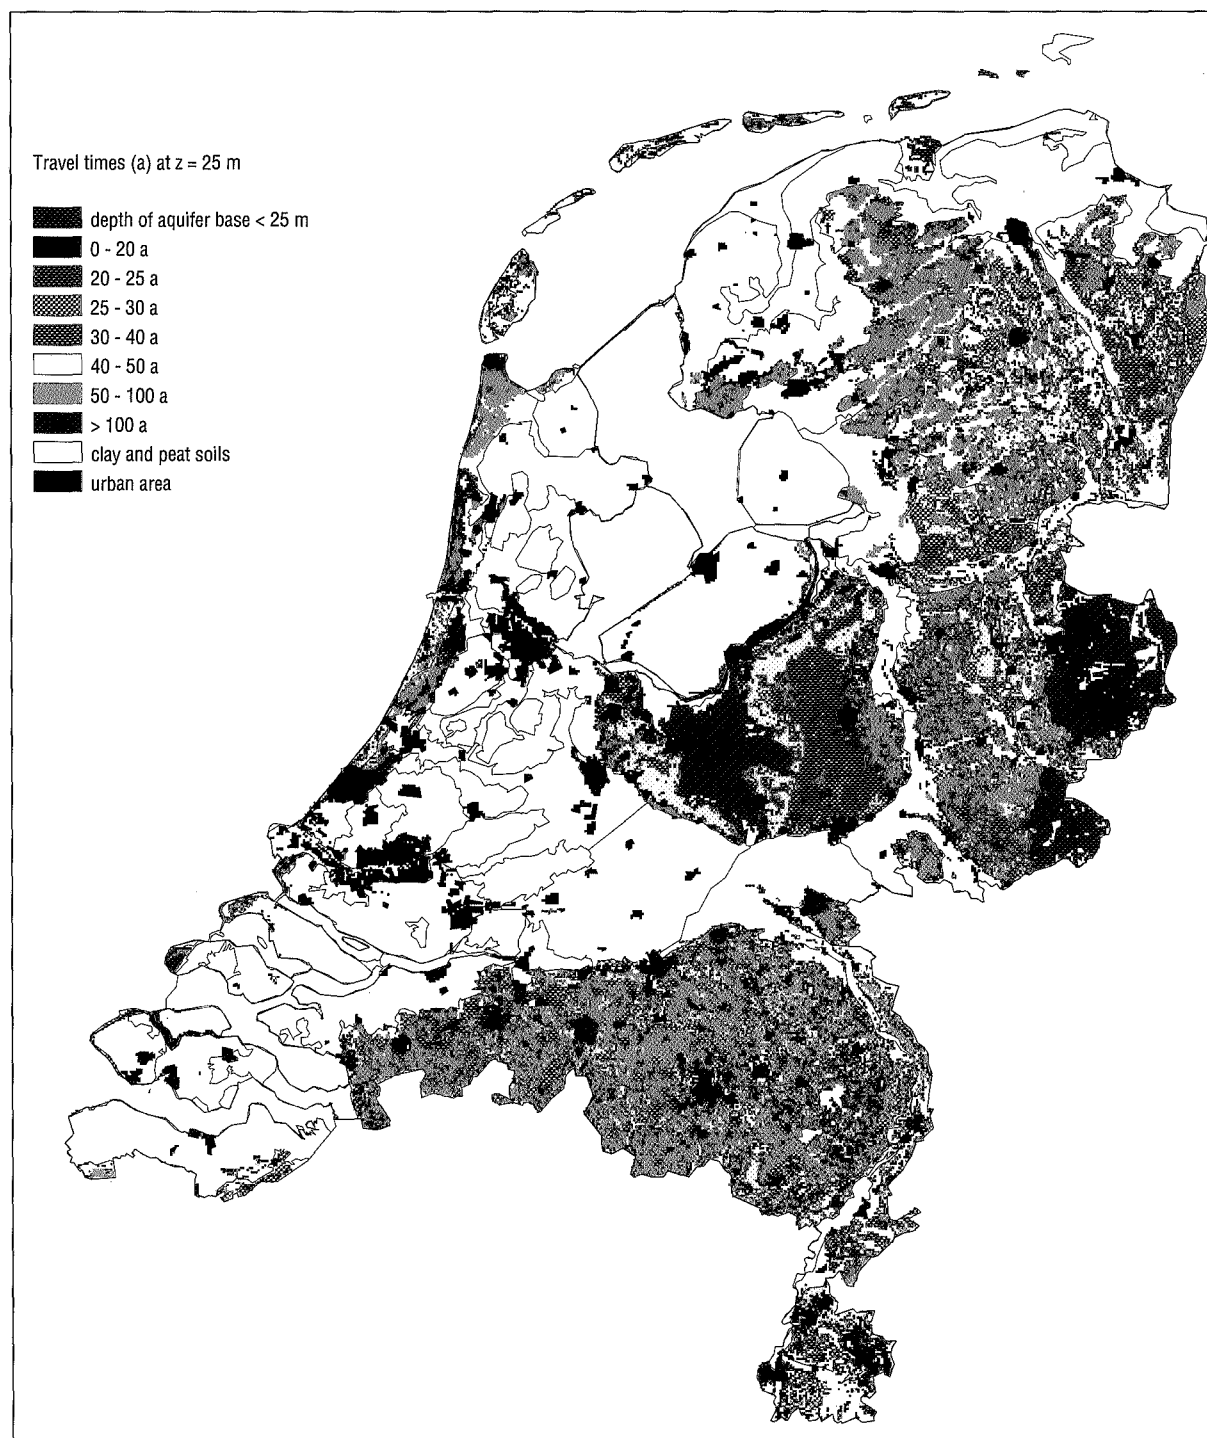 Travel times (a) at z = 25 m
depth of aquifer base < 25 m
0 - 20 a
20 - 25 a
25 - 30 a
30 - 40 a
40 - 50 a
50 - 100 a
> 100 a
clay and peat soils
urban area